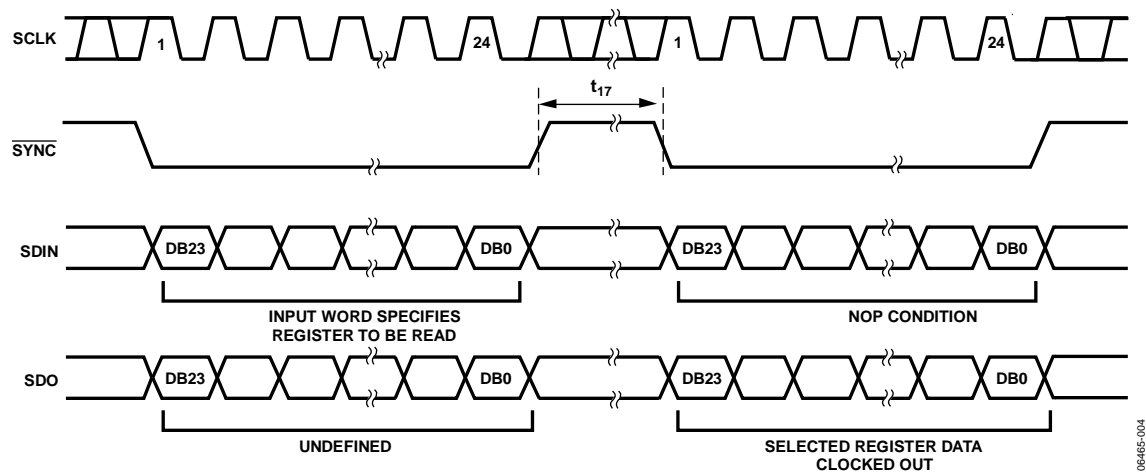 SCLK
1
24
1
24
t17
SYNC
SDIN
DB23
DB0
DB23
DB0
INPUT WORD SPECIFIES
REGISTER TO BE READ
NOP CONDITION
SDO
DB23
DB0
DB23
DB0
UNDEFINED
SELECTED REGISTER DATA
CLOCKED OUT
06465-004